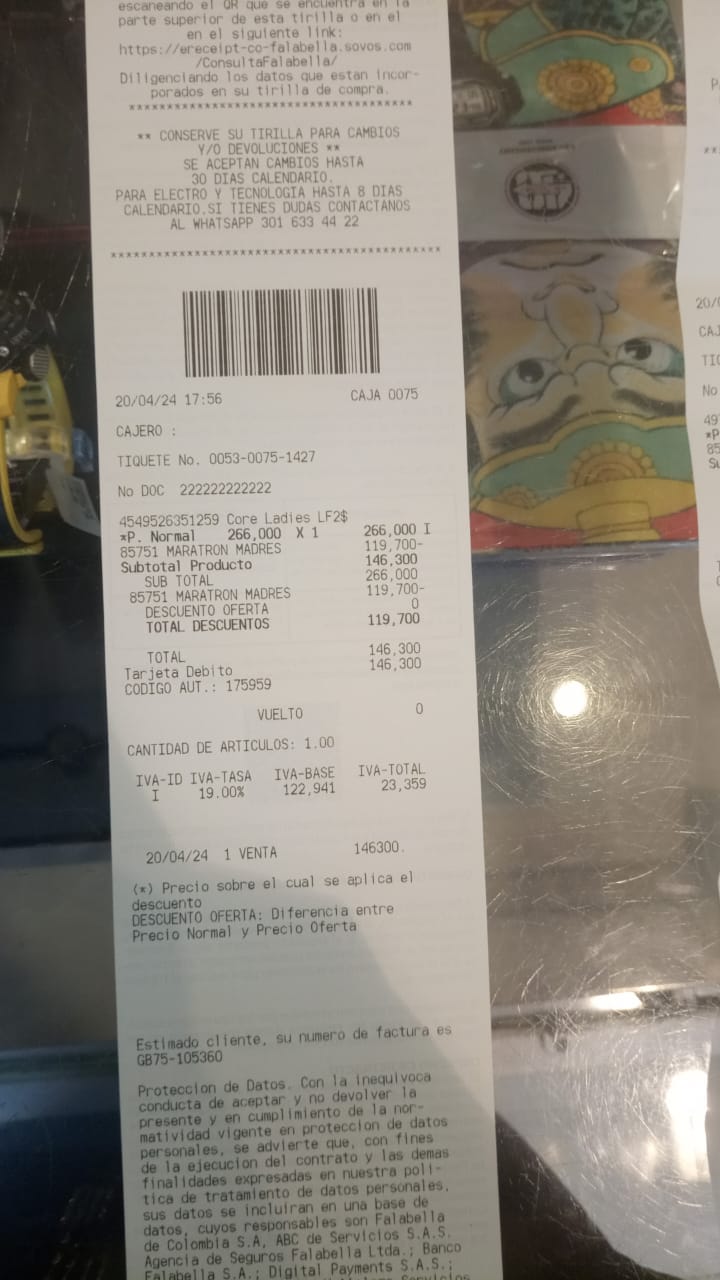 escaneando el QR que se encuentra en la
parte superior de esta tirilla o en el
en el siguiente link:
https://ereceipt-co-falabella.sovos.com
/ConsultaFalabella/
Diligenciando los datos que estan incor-
porados en su tirilla de compra.
****************************************
** CONSERVE SU TIRILLA PARA CAMBIOS
Y/O DEVOLUCIONES **
SE ACEPTAN CAMBIOS HASTA
30 DIAS CALENDARIO.
PARA ELECTRO Y TECNOLOGIA HASTA 8 DIAS
CALENDARIO.SI TIENES DUDAS CONTACTANOS
AL WHATSAPP 301 633 44 22
****************************************
20/04/24 17:56 CAJA 0075
CAJERO :
TIQUETE No. 0053-0075-1427
No DOC 222222222222
4549526351259 Core Ladies LF2$
*P. Normal 266,000 X 1 266,000 I
85751 MARATRON MADRES 119,700-
Subtotal Producto 146,300
SUB TOTAL 266,000
85751 MARATRON MADRES 119,700-
DESCUENTO OFERTA 0
TOTAL DESCUENTOS 119,700
TOTAL 146,300
Tarjeta Debito 146,300
CODIGO AUT.: 175959
VUELTO 0
CANTIDAD DE ARTICULOS: 1.00
IVA-ID IVA-TASA IVA-BASE IVA-TOTAL
I 19.00% 122,941 23,359
20/04/24 1 VENTA 146300.
(*) Precio sobre el cual se aplica el
descuento
DESCUENTO OFERTA: Diferencia entre
Precio Normal y Precio Oferta
Estimado cliente, su numero de factura es
GB75-105360
Proteccion de Datos. Con la inequivoca
conducta de aceptar y no devolver la
presente y en cumplimiento de la nor-
matividad vigente en proteccion de datos
personales, se advierte que, con fines
de la ejecucion del contrato y las demas
finalidades expresadas en nuestra poli-
tica de tratamiento de datos personales,
sus datos se incluiran en una base de
datos, cuyos responsables son Falabella
de Colombia S.A, ABC de Servicios S.A.S.
Agencia de Seguros Falabella Ltda.; Banco
Falabella S.A.; Digital Payments S.A.S.;
20/0
CAJ
TI
No
49
*P
85
Su